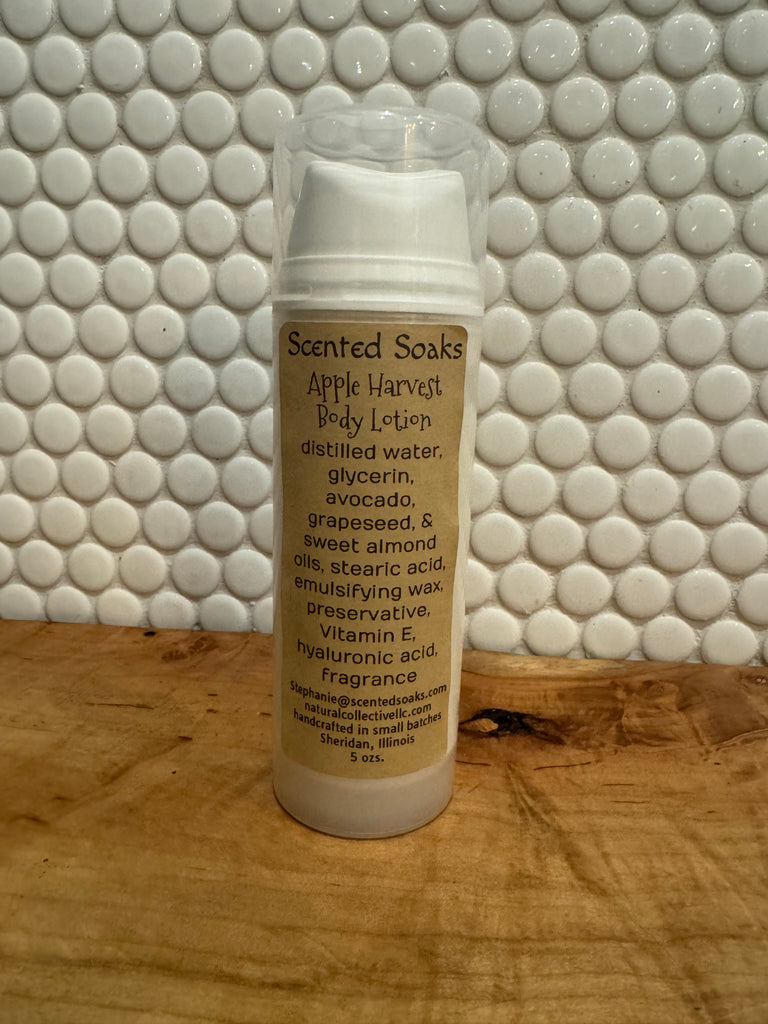 Scented Soaks
Apple Harvest
Body Lotion
distilled water,
glycerin,
avocado,
grapeseed, &
sweet almond
oils, stearic acid,
emulsifying wax,
preservative,
Vitamin E,
hyaluronic acid,
fragrance
Stephanie@scentedsoaks.com
naturalcollectivellc.com
handcrafted in small batches
Sheridan, Illinois
5 ozs.